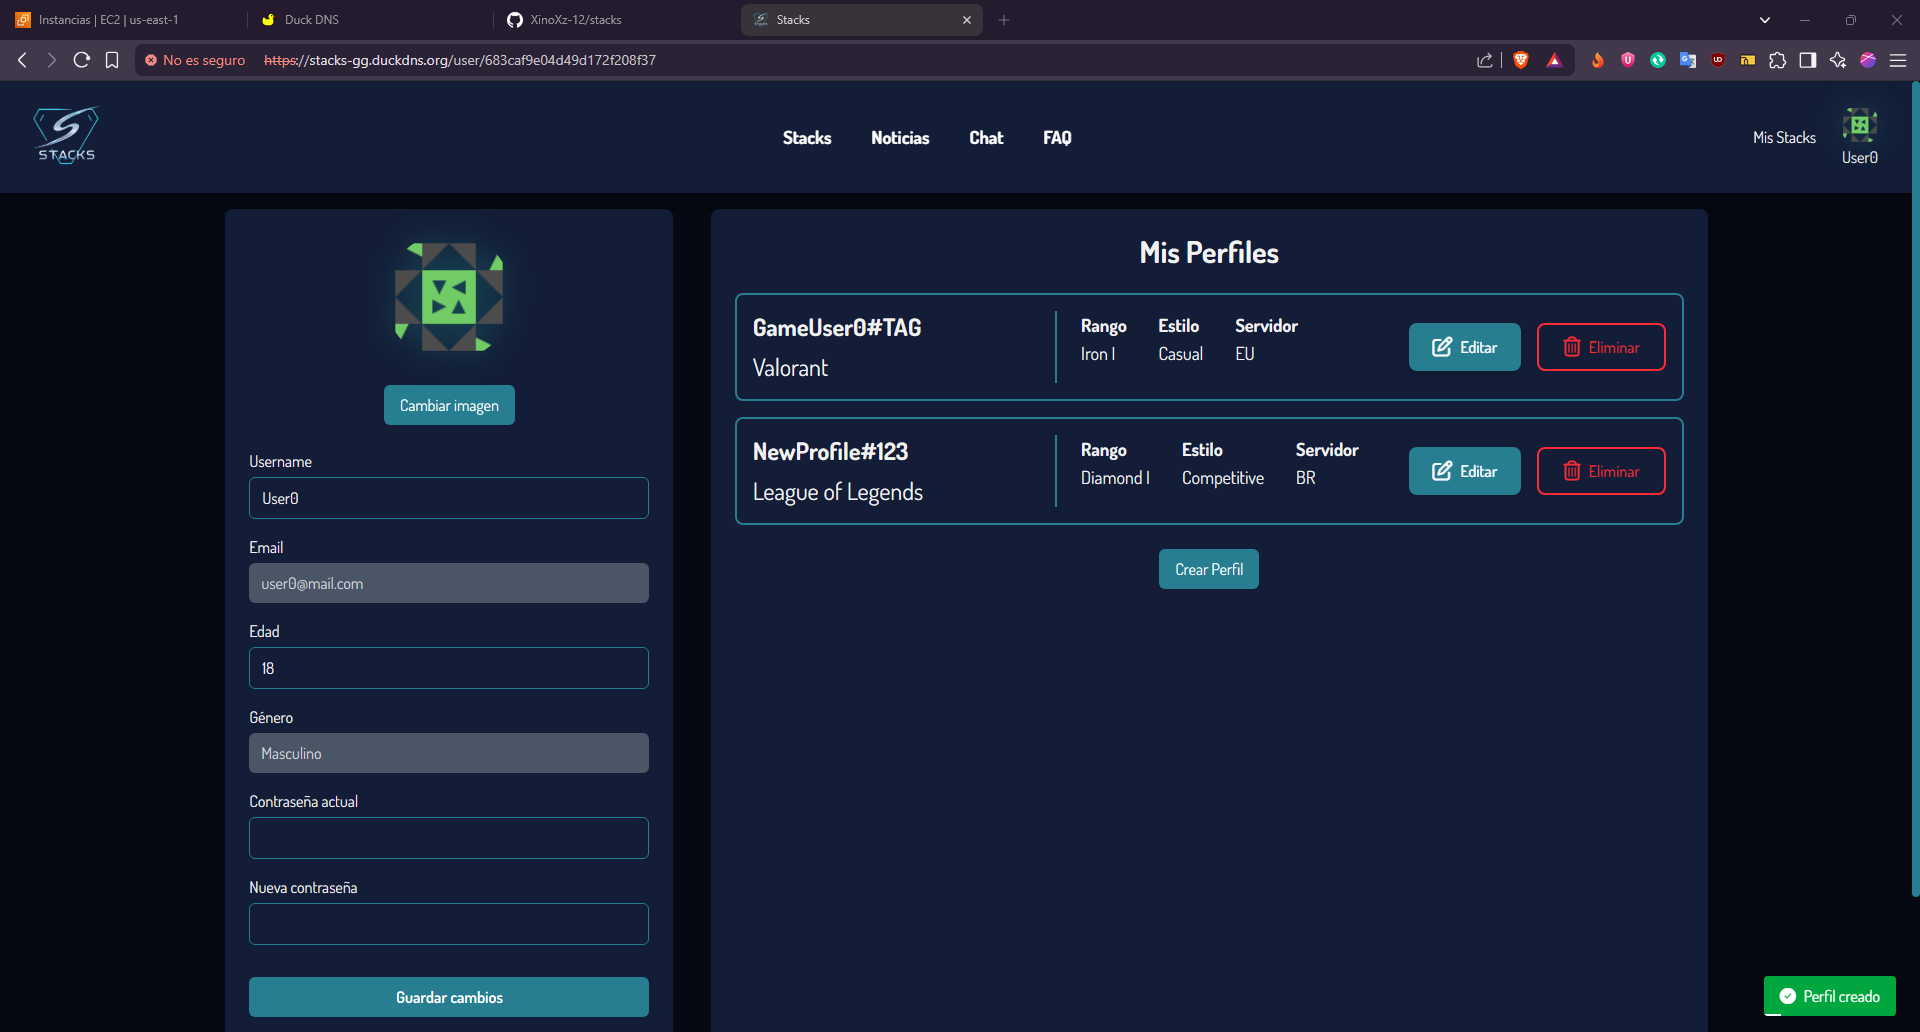 Instancias | EC2 | us-east-1
Duck DNS
XinoXz-12/stacks
Stacks
No es seguro https://stacks-gg.duckdns.org/user/683caf9e04d49d172f208f37
STACKS
Stacks Noticias Chat FAQ
Mis Stacks
User0
Cambiar imagen
Username
User0
Email
user0@mail.com
Edad
18
Género
Masculino
Contraseña actual
Nueva contraseña
Guardar cambios
Mis Perfiles
GameUser0#TAG
Valorant
Rango Estilo Servidor
Iron I Casual EU
Editar
Eliminar
NewProfile#123
League of Legends
Rango Estilo Servidor
Diamond I Competitive BR
Editar
Eliminar
Crear Perfil
Perfil creado